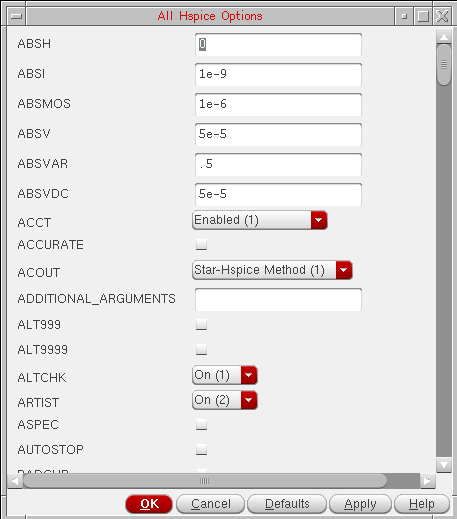 All Hspice Options
ABSH 0
ABSI 1e-9
ABSMOS 1e-6
ABSV 5e-5
ABSVAR .5
ABSVDC 5e-5
ACCT Enabled (1)
ACCURATE
ACOUT Star-Hspice Method (1)
ADDITIONAL_ARGUMENTS
ALT999
ALT9999
ALTCHK On (1)
ARTIST On (2)
ASPEC
AUTOSTOP
OK Cancel Defaults Apply Help